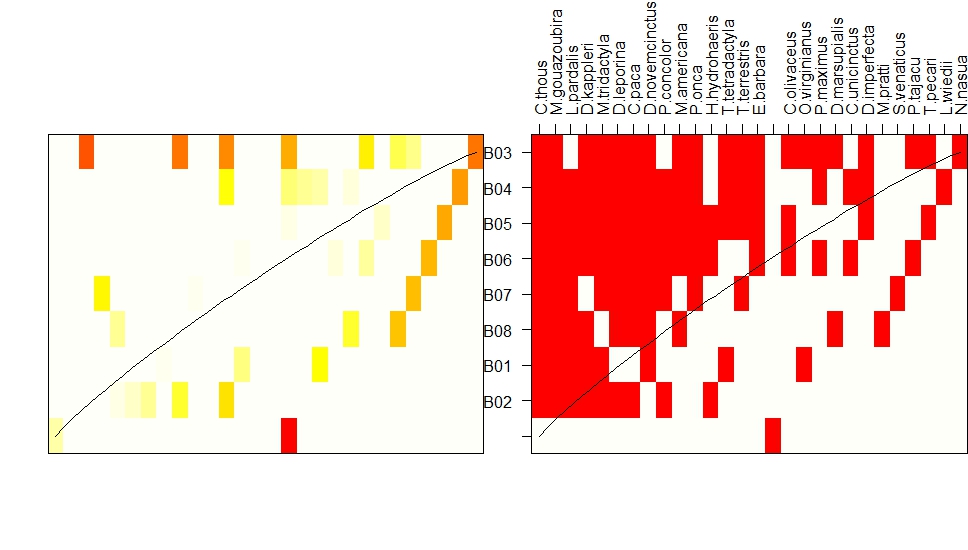 C.thous
M.gouazoubira
L.pardalis
D.kappleri
M.tridactyla
D.leporina
C.paca
D.novemcinctus
P.concolor
M.americana
P.onca
H.hydrohaeris
T.tetradactyla
T.terrestris
E.barbara
C.olivaceus
O.virginianus
P.maximus
D.marsupialis
C.unicinctus
D.imperfecta
M.pratti
S.venaticus
P.tajacu
T.pecari
L.wiedii
N.nasua
B03
B04
B05
B06
B07
B08
B01
B02